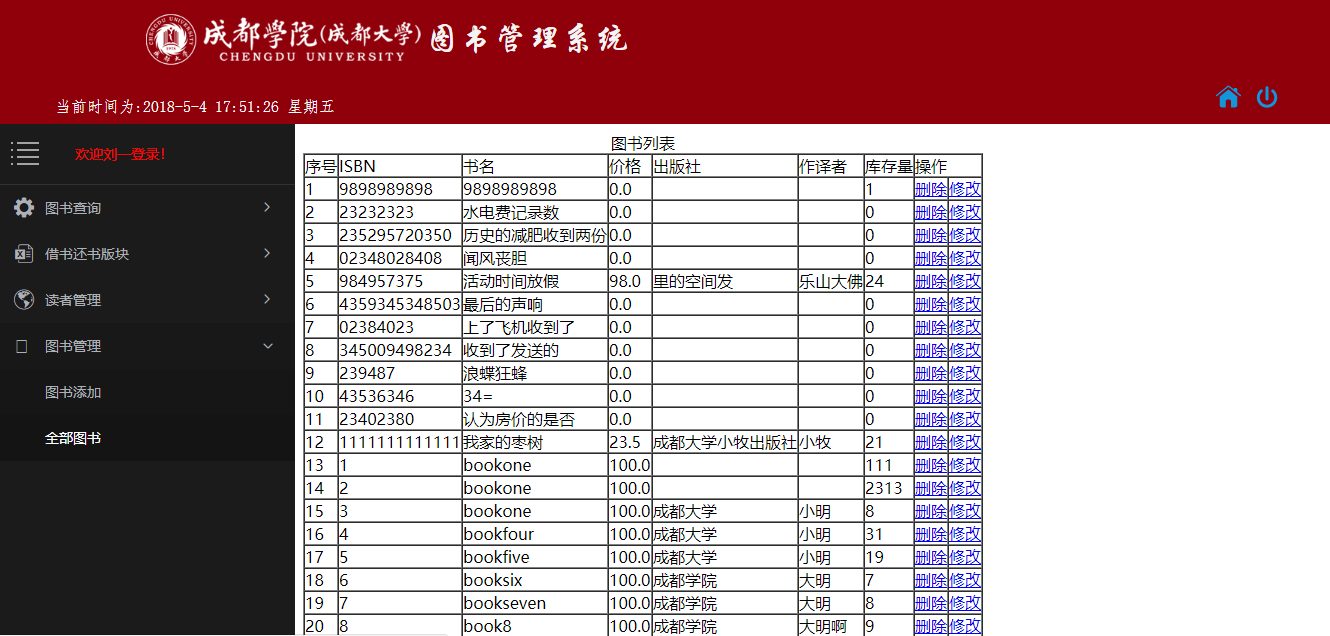 成都学院(成都大学) 图书管理系统
CHENGDU UNIVERSITY
当前时间为:2018-5-4 17:51:26 星期五
欢迎刘一登录!
图书查询
借书还书版块
读者管理
图书管理
图书添加
全部图书
图书列表
序号 ISBN 书名 价格 出版社 作译者 库存量 操作
1 9898989898 9898989898 0.0 1 删除 修改
2 23232323 水电费记录数 0.0 0 删除 修改
3 235295720350 历史的减肥收到两份 0.0 0 删除 修改
4 02348028408 闻风丧胆 0.0 0 删除 修改
5 984957375 活动时间放假 98.0 里的空间发 乐山大佛 24 删除 修改
6 4359345348503 最后的声响 0.0 0 删除 修改
7 02384023 上了飞机收到了 0.0 0 删除 修改
8 345009498234 收到了发送的 0.0 0 删除 修改
9 239487 浪蝶狂蜂 0.0 0 删除 修改
10 43536346 34= 0.0 0 删除 修改
11 23402380 认为房价的是否 0.0 0 删除 修改
12 1111111111111 我家的枣树 23.5 成都大学小牧出版社 小牧 21 删除 修改
13 1 bookone 100.0 111 删除 修改
14 2 bookone 100.0 2313 删除 修改
15 3 bookone 100.0 成都大学 小明 8 删除 修改
16 4 bookfour 100.0 成都大学 小明 31 删除 修改
17 5 bookfive 100.0 成都大学 小明 19 删除 修改
18 6 booksix 100.0 成都学院 大明 7 删除 修改
19 7 bookseven 100.0 成都学院 大明 8 删除 修改
20 8 book8 100.0 成都学院 大明啊 9 删除 修改